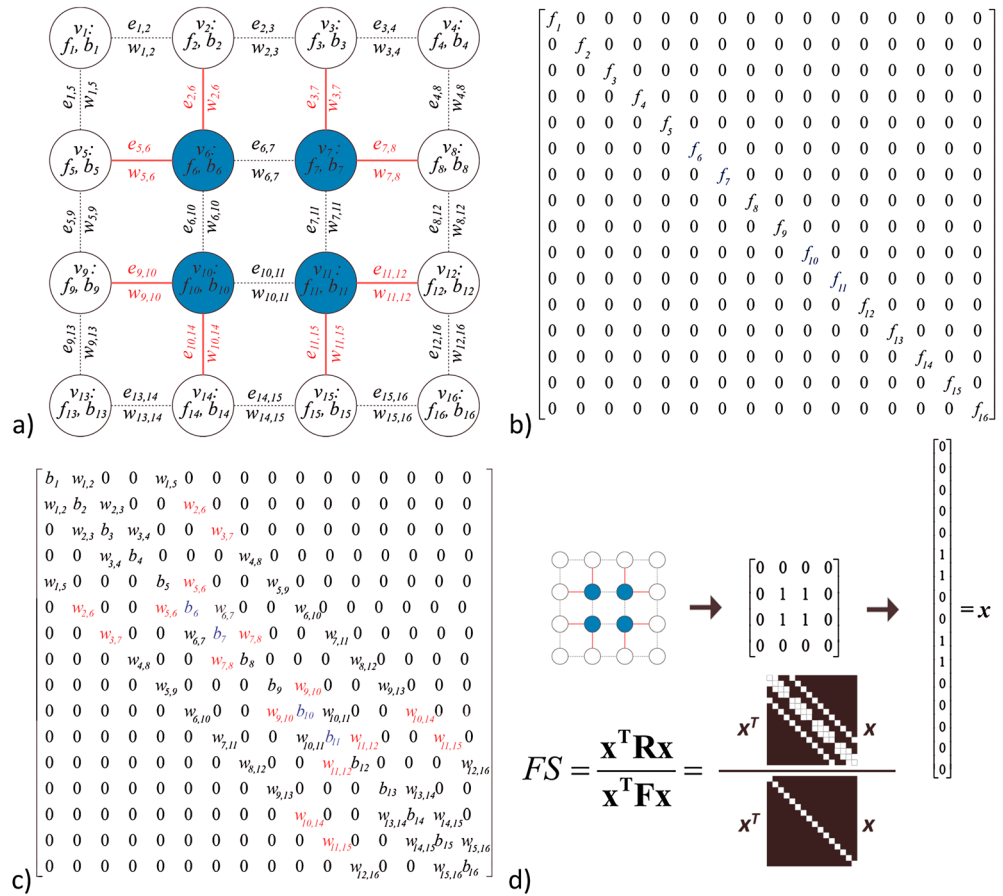 v1: e1,2 v2: e2,3 v3: e3,4 v4:
f1, b1 w1,2 f2, b2 w2,3 f3, b3 w3,4 f4, b4
e1,5 w1,5 e2,6 w2,6 e3,7 w3,7 e4,8 w4,8
v5: e5,6 v6: e6,7 v7: e7,8 v8:
f5, b5 w5,6 f6, b6 w6,7 f7, b7 w7,8 f8, b8
e5,9 w5,9 e6,10 w6,10 e7,11 w7,11 e8,12 w8,12
v9: e9,10 v10: e10,11 v11: e11,12 v12:
f9, b9 w9,10 f10, b10 w10,11 f11, b11 w11,12 f12, b12
e9,13 w9,13 e10,14 w10,14 e11,15 w11,15 e12,16 w12,16
v13: e13,14 v14: e14,15 v15: e15,16 v16:
f13, b13 w13,14 f14, b14 w14,15 f15, b15 w15,16 f16, b16
a)
f1 0 0 0 0 0 0 0 0 0 0 0 0 0 0 0
0 f2 0 0 0 0 0 0 0 0 0 0 0 0 0 0
0 0 f3 0 0 0 0 0 0 0 0 0 0 0 0 0
0 0 0 f4 0 0 0 0 0 0 0 0 0 0 0 0
0 0 0 0 f5 0 0 0 0 0 0 0 0 0 0 0
0 0 0 0 0 f6 0 0 0 0 0 0 0 0 0 0
0 0 0 0 0 0 f7 0 0 0 0 0 0 0 0 0
0 0 0 0 0 0 0 f8 0 0 0 0 0 0 0 0
0 0 0 0 0 0 0 0 f9 0 0 0 0 0 0 0
0 0 0 0 0 0 0 0 0 f10 0 0 0 0 0 0
0 0 0 0 0 0 0 0 0 0 f11 0 0 0 0 0
0 0 0 0 0 0 0 0 0 0 0 f12 0 0 0 0
0 0 0 0 0 0 0 0 0 0 0 0 f13 0 0 0
0 0 0 0 0 0 0 0 0 0 0 0 0 f14 0 0
0 0 0 0 0 0 0 0 0 0 0 0 0 0 f15 0
0 0 0 0 0 0 0 0 0 0 0 0 0 0 0 f16
b)
b1 w1,2 0 0 w1,5 0 0 0 0 0 0 0 0 0 0 0
w1,2 b2 w2,3 0 0 w2,6 0 0 0 0 0 0 0 0 0 0
0 w2,3 b3 w3,4 0 0 w3,7 0 0 0 0 0 0 0 0 0
0 0 w3,4 b4 0 0 0 w4,8 0 0 0 0 0 0 0 0
w1,5 0 0 0 b5 w5,6 0 0 w5,9 0 0 0 0 0 0 0
0 w2,6 0 0 w5,6 b6 w6,7 0 0 w6,10 0 0 0 0 0 0
0 0 w3,7 0 0 w6,7 b7 w7,8 0 0 w7,11 0 0 0 0 0
0 0 0 w4,8 0 0 w7,8 b8 0 0 0 w8,12 0 0 0 0
0 0 0 0 w5,9 0 0 0 b9 w9,10 0 0 w9,13 0 0 0
0 0 0 0 0 w6,10 0 0 w9,10 b10 w10,11 0 0 w10,14 0 0
0 0 0 0 0 0 w7,11 0 0 w10,11 b11 w11,12 0 0 w11,15 0
0 0 0 0 0 0 0 w8,12 0 0 w11,12 b12 0 0 0 w12,16
0 0 0 0 0 0 0 0 w9,13 0 0 0 b13 w13,14 0 0
0 0 0 0 0 0 0 0 0 w10,14 0 0 w13,14 b14 w14,15 0
0 0 0 0 0 0 0 0 0 0 w11,15 0 0 w14,15 b15 w15,16
0 0 0 0 0 0 0 0 0 0 0 w12,16 0 0 w15,16 b16
c)
0 0 0 0
0 1 1 0
0 1 1 0
0 0 0 0
0
0
0
0
0
1
1
0
0
1
1
0
0
0
0
0
= x
FS = x^T R x / x^T F x =
x^T x
x^T x
d)